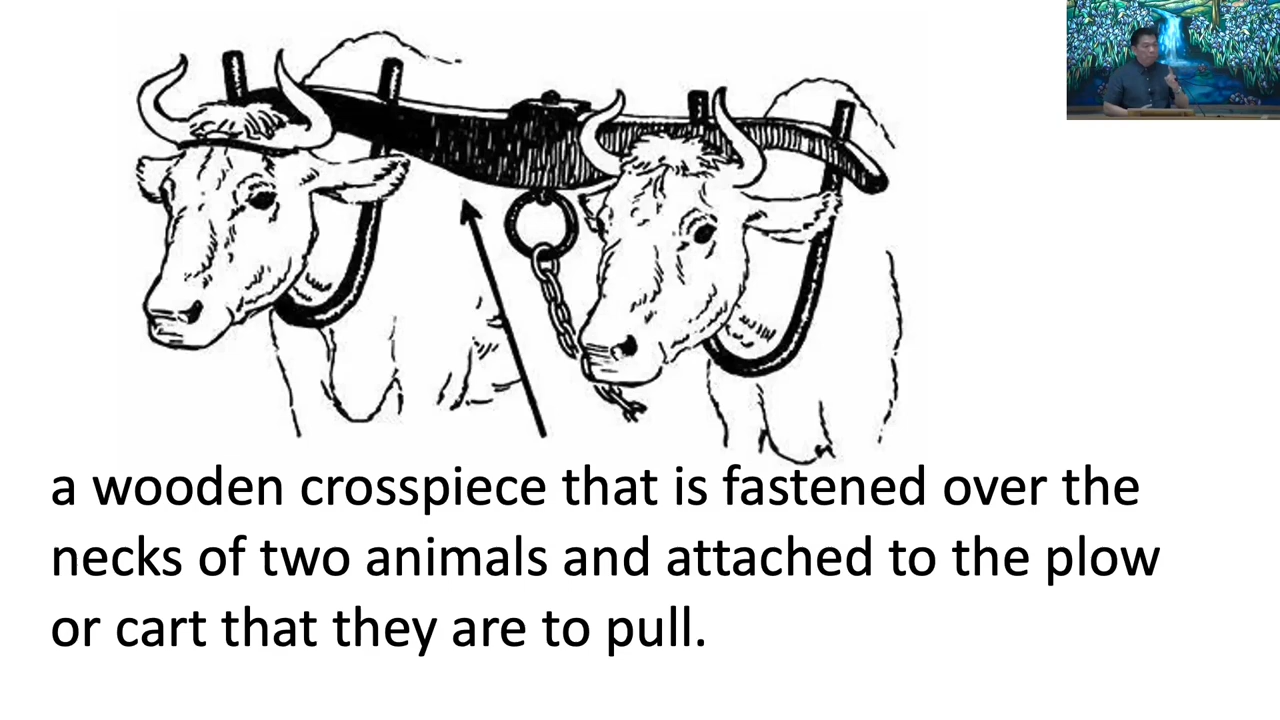 a wooden crosspiece that is fastened over the
necks of two animals and attached to the plow
or cart that they are to pull.